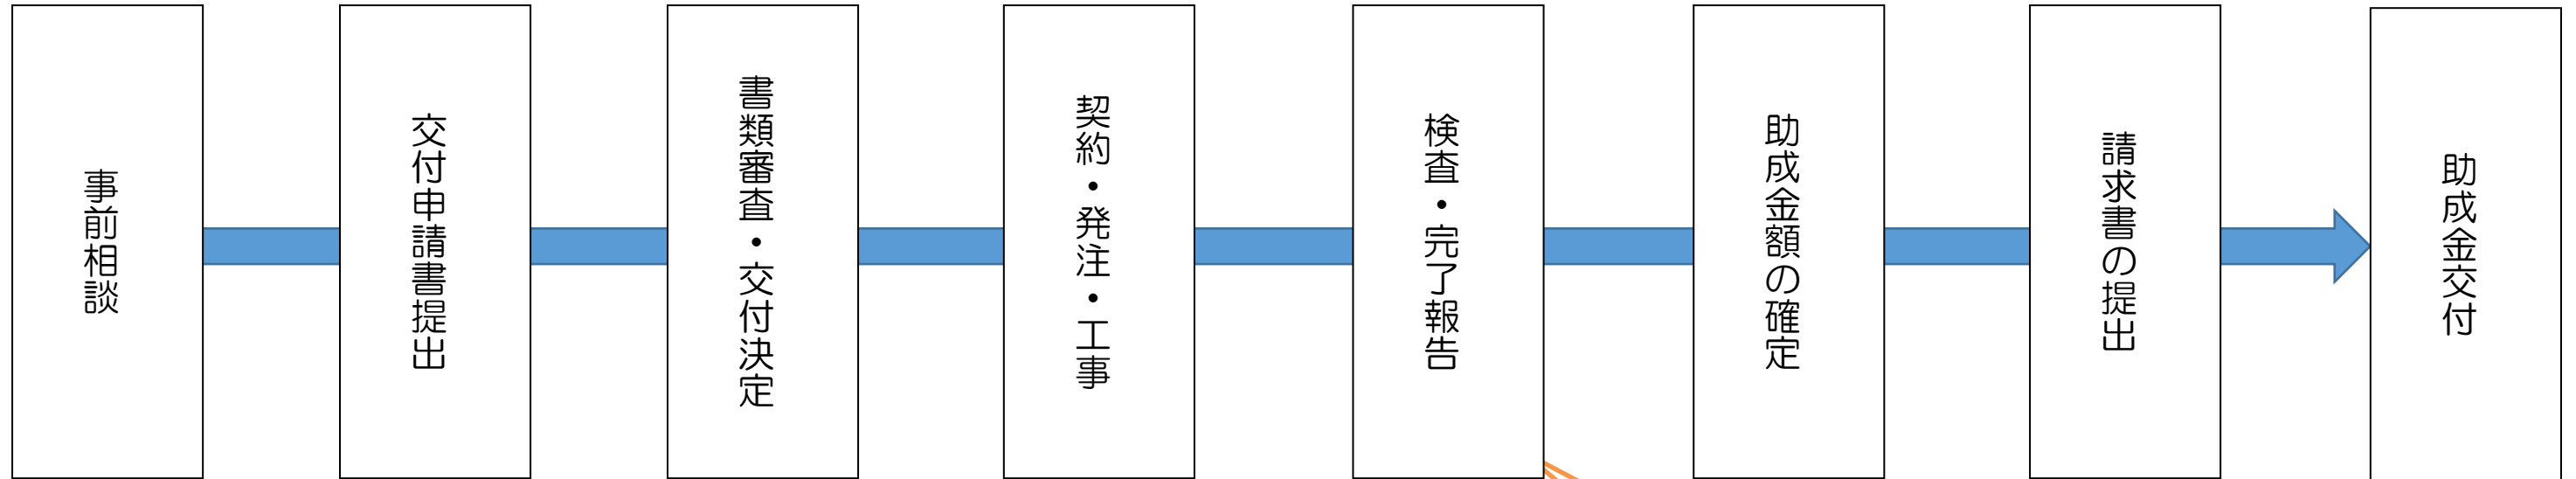 事前相談
交付申請書提出
書類審査・交付決定
契約・発注・工事
検査・完了報告
助成金額の確定
請求書の提出
助成金交付